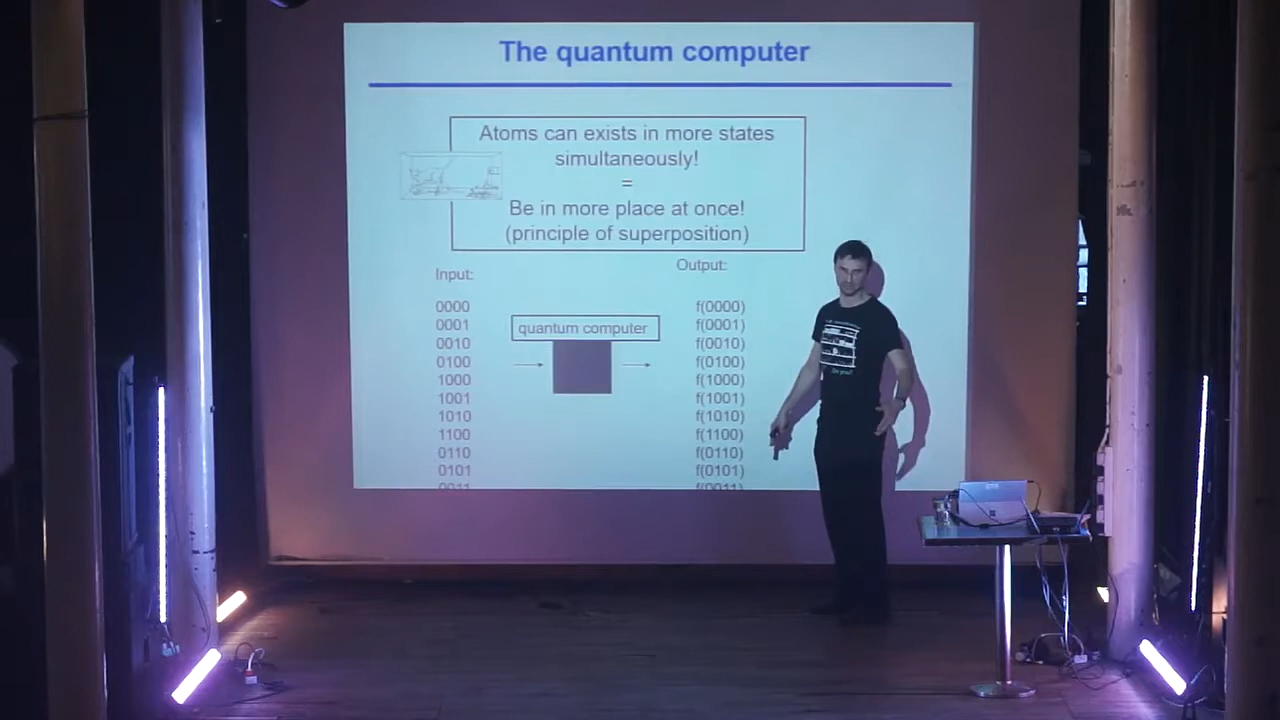 The quantum computer
Atoms can exists in more states
simultaneously!
=
Be in more place at once!
(principle of superposition)
Input:
0000
0001
0010
0100
1000
1001
1010
1100
0110
0101
0011
quantum computer
Output:
f(0000)
f(0001)
f(0010)
f(0100)
f(1000)
f(1001)
f(1010)
f(1100)
f(0110)
f(0101)
f(0011)